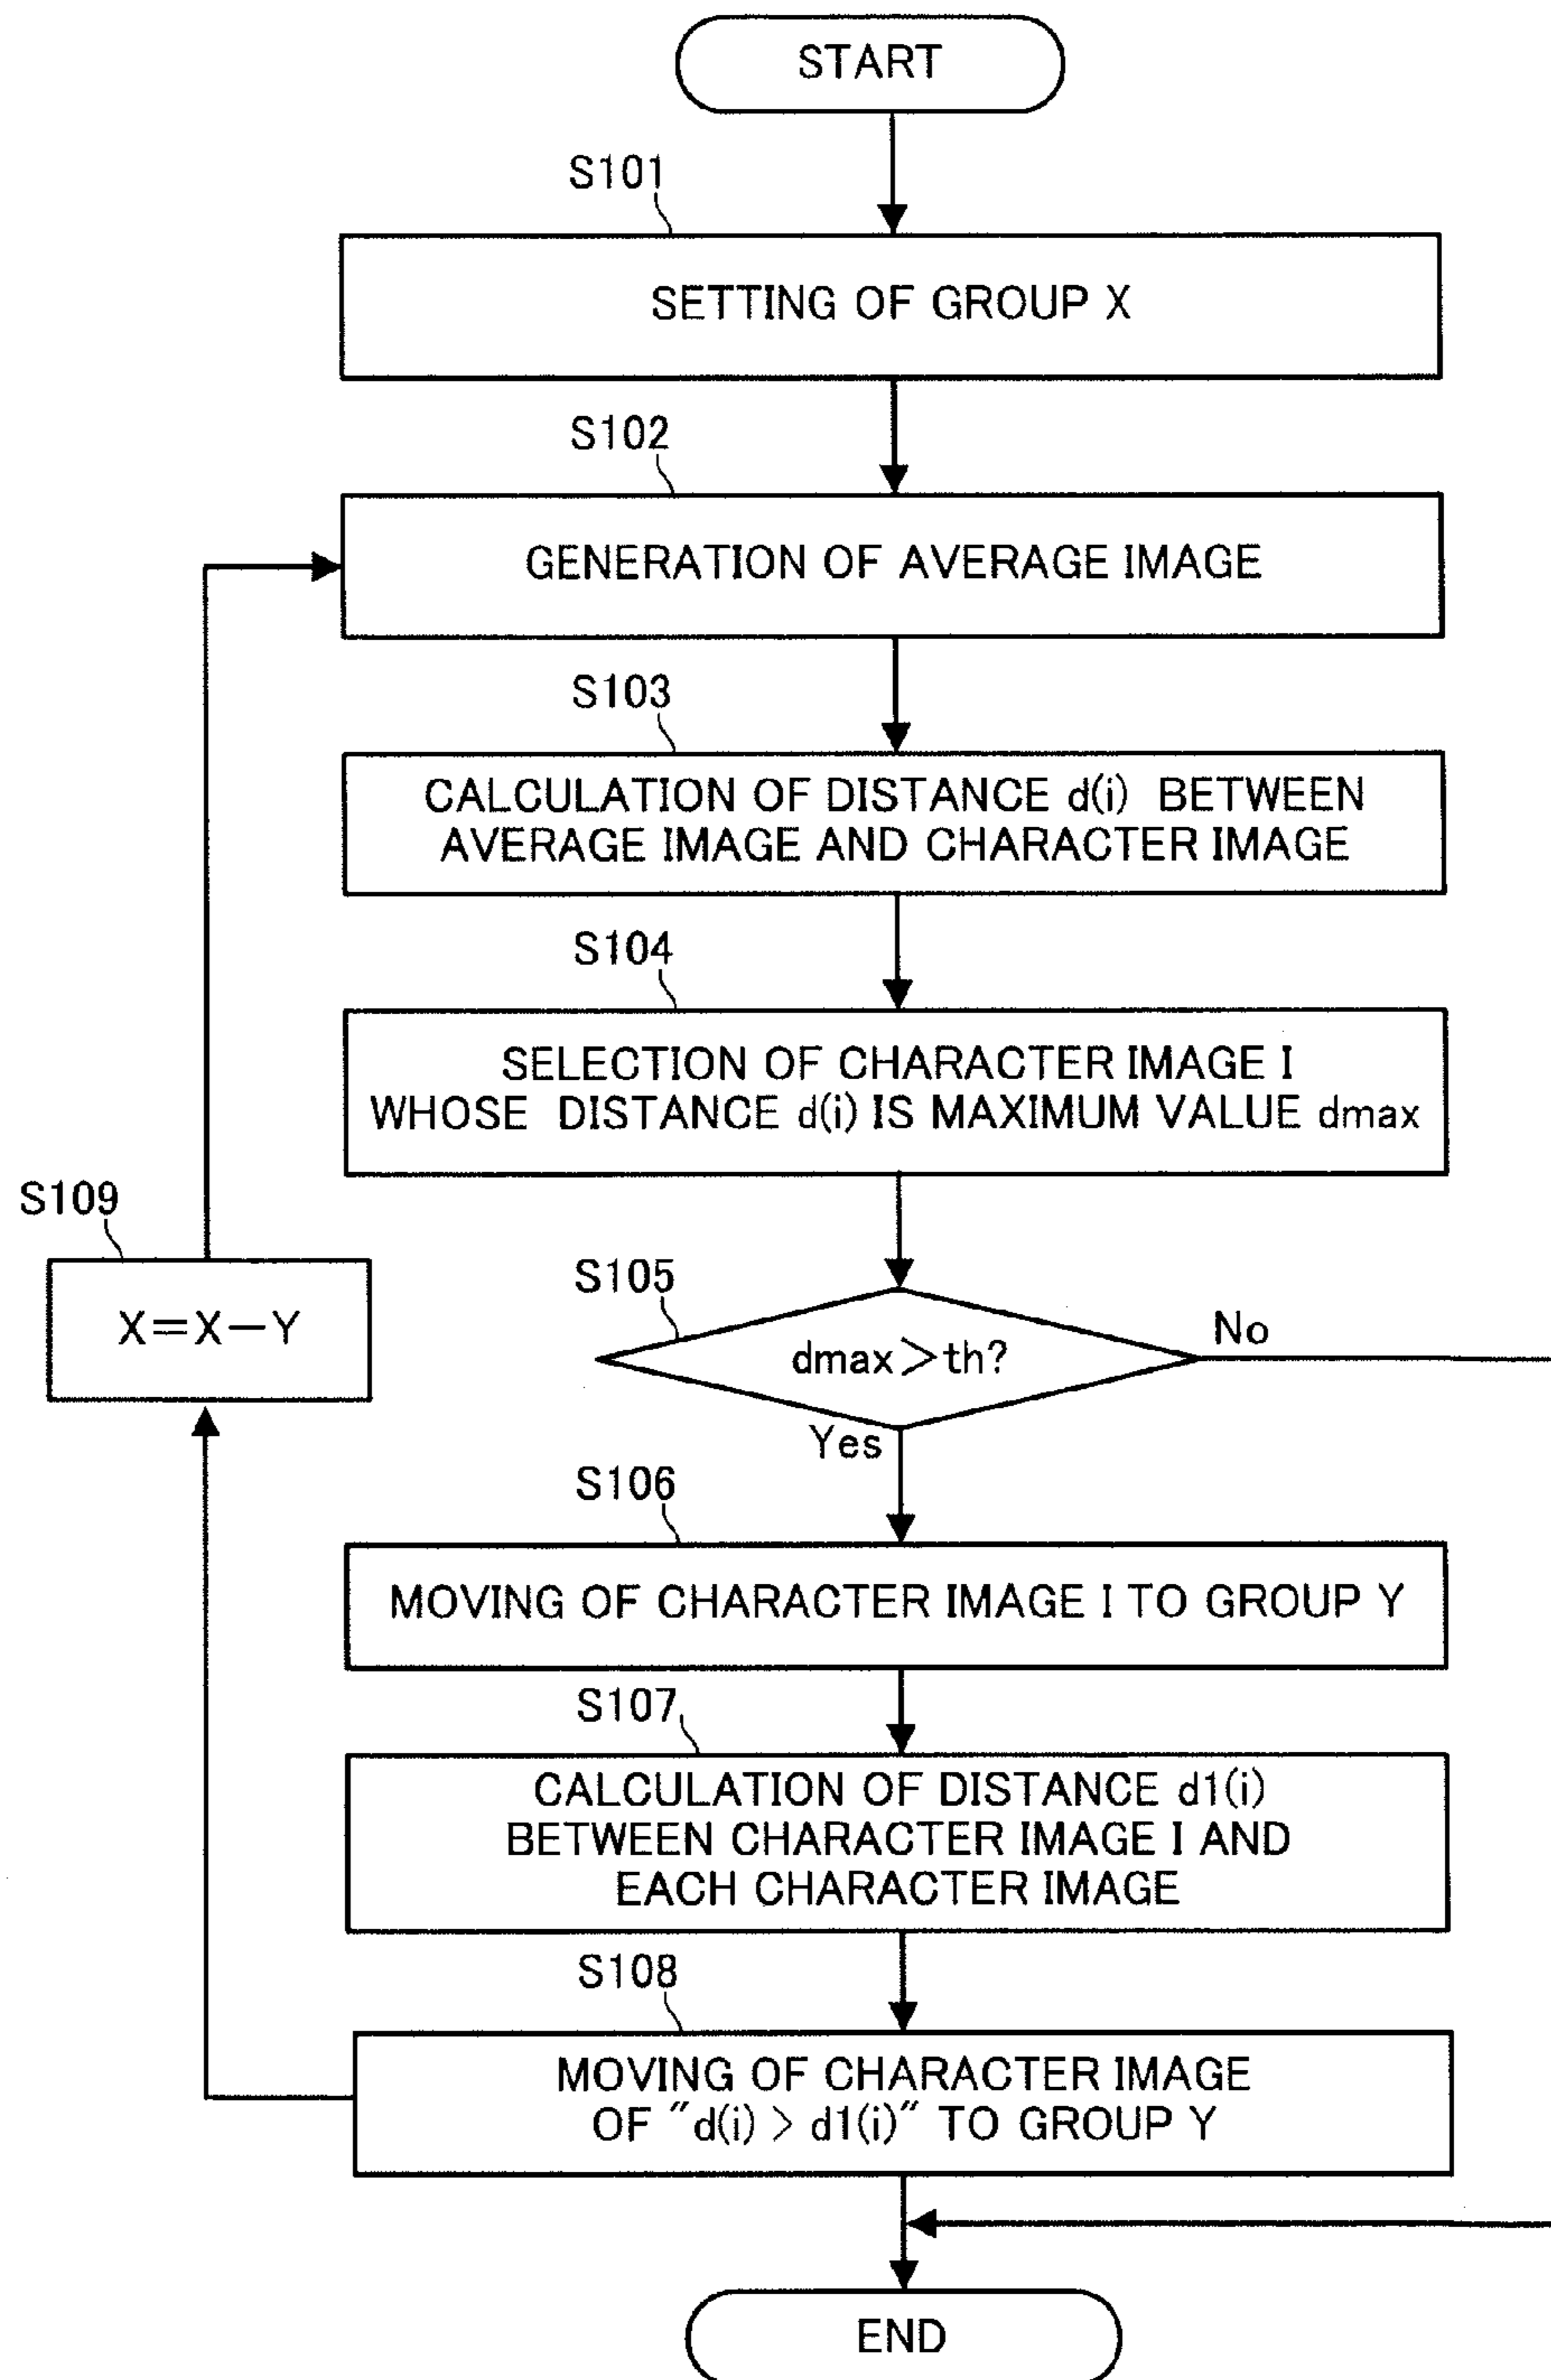 START
S101
SETTING OF GROUP X
S102
GENERATION OF AVERAGE IMAGE
S103
CALCULATION OF DISTANCE d(i) BETWEEN
AVERAGE IMAGE AND CHARACTER IMAGE
S104
SELECTION OF CHARACTER IMAGE I
WHOSE DISTANCE d(i) IS MAXIMUM VALUE dmax
S109
X=X-Y
S105
dmax>th?
No
Yes
S106
MOVING OF CHARACTER IMAGE I TO GROUP Y
S107
CALCULATION OF DISTANCE d1(i)
BETWEEN CHARACTER IMAGE I AND
EACH CHARACTER IMAGE
S108
MOVING OF CHARACTER IMAGE
OF "d(i) > d1(i)" TO GROUP Y
END